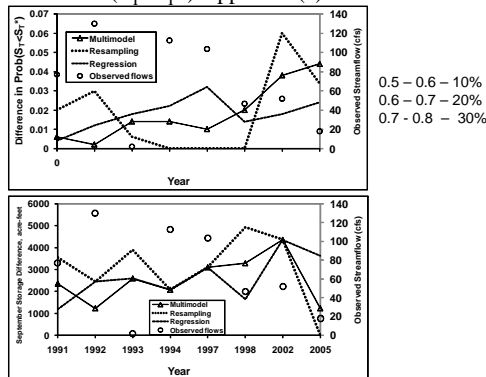 0.07
0.06
0.05
0.04
0.03
0.02
0.01
0
Difference in Prob(S_T<S_T*)
Multimodel
Resampling
Regression
Observed flows
140
120
100
80
60
40
20
0
Observed Streamflow (cfs)
0
Year
0.5 – 0.6 – 10%
0.6 – 0.7 – 20%
0.7 - 0.8 – 30%
6000
5000
4000
3000
2000
1000
0
September Storage Difference, acre-feet
Multimodel
Resampling
Regression
Observed flows
140
120
100
80
60
40
20
0
Observed Streamflow (cfs)
1991 1992 1993 1994 1997 1998 2002 2005
Year